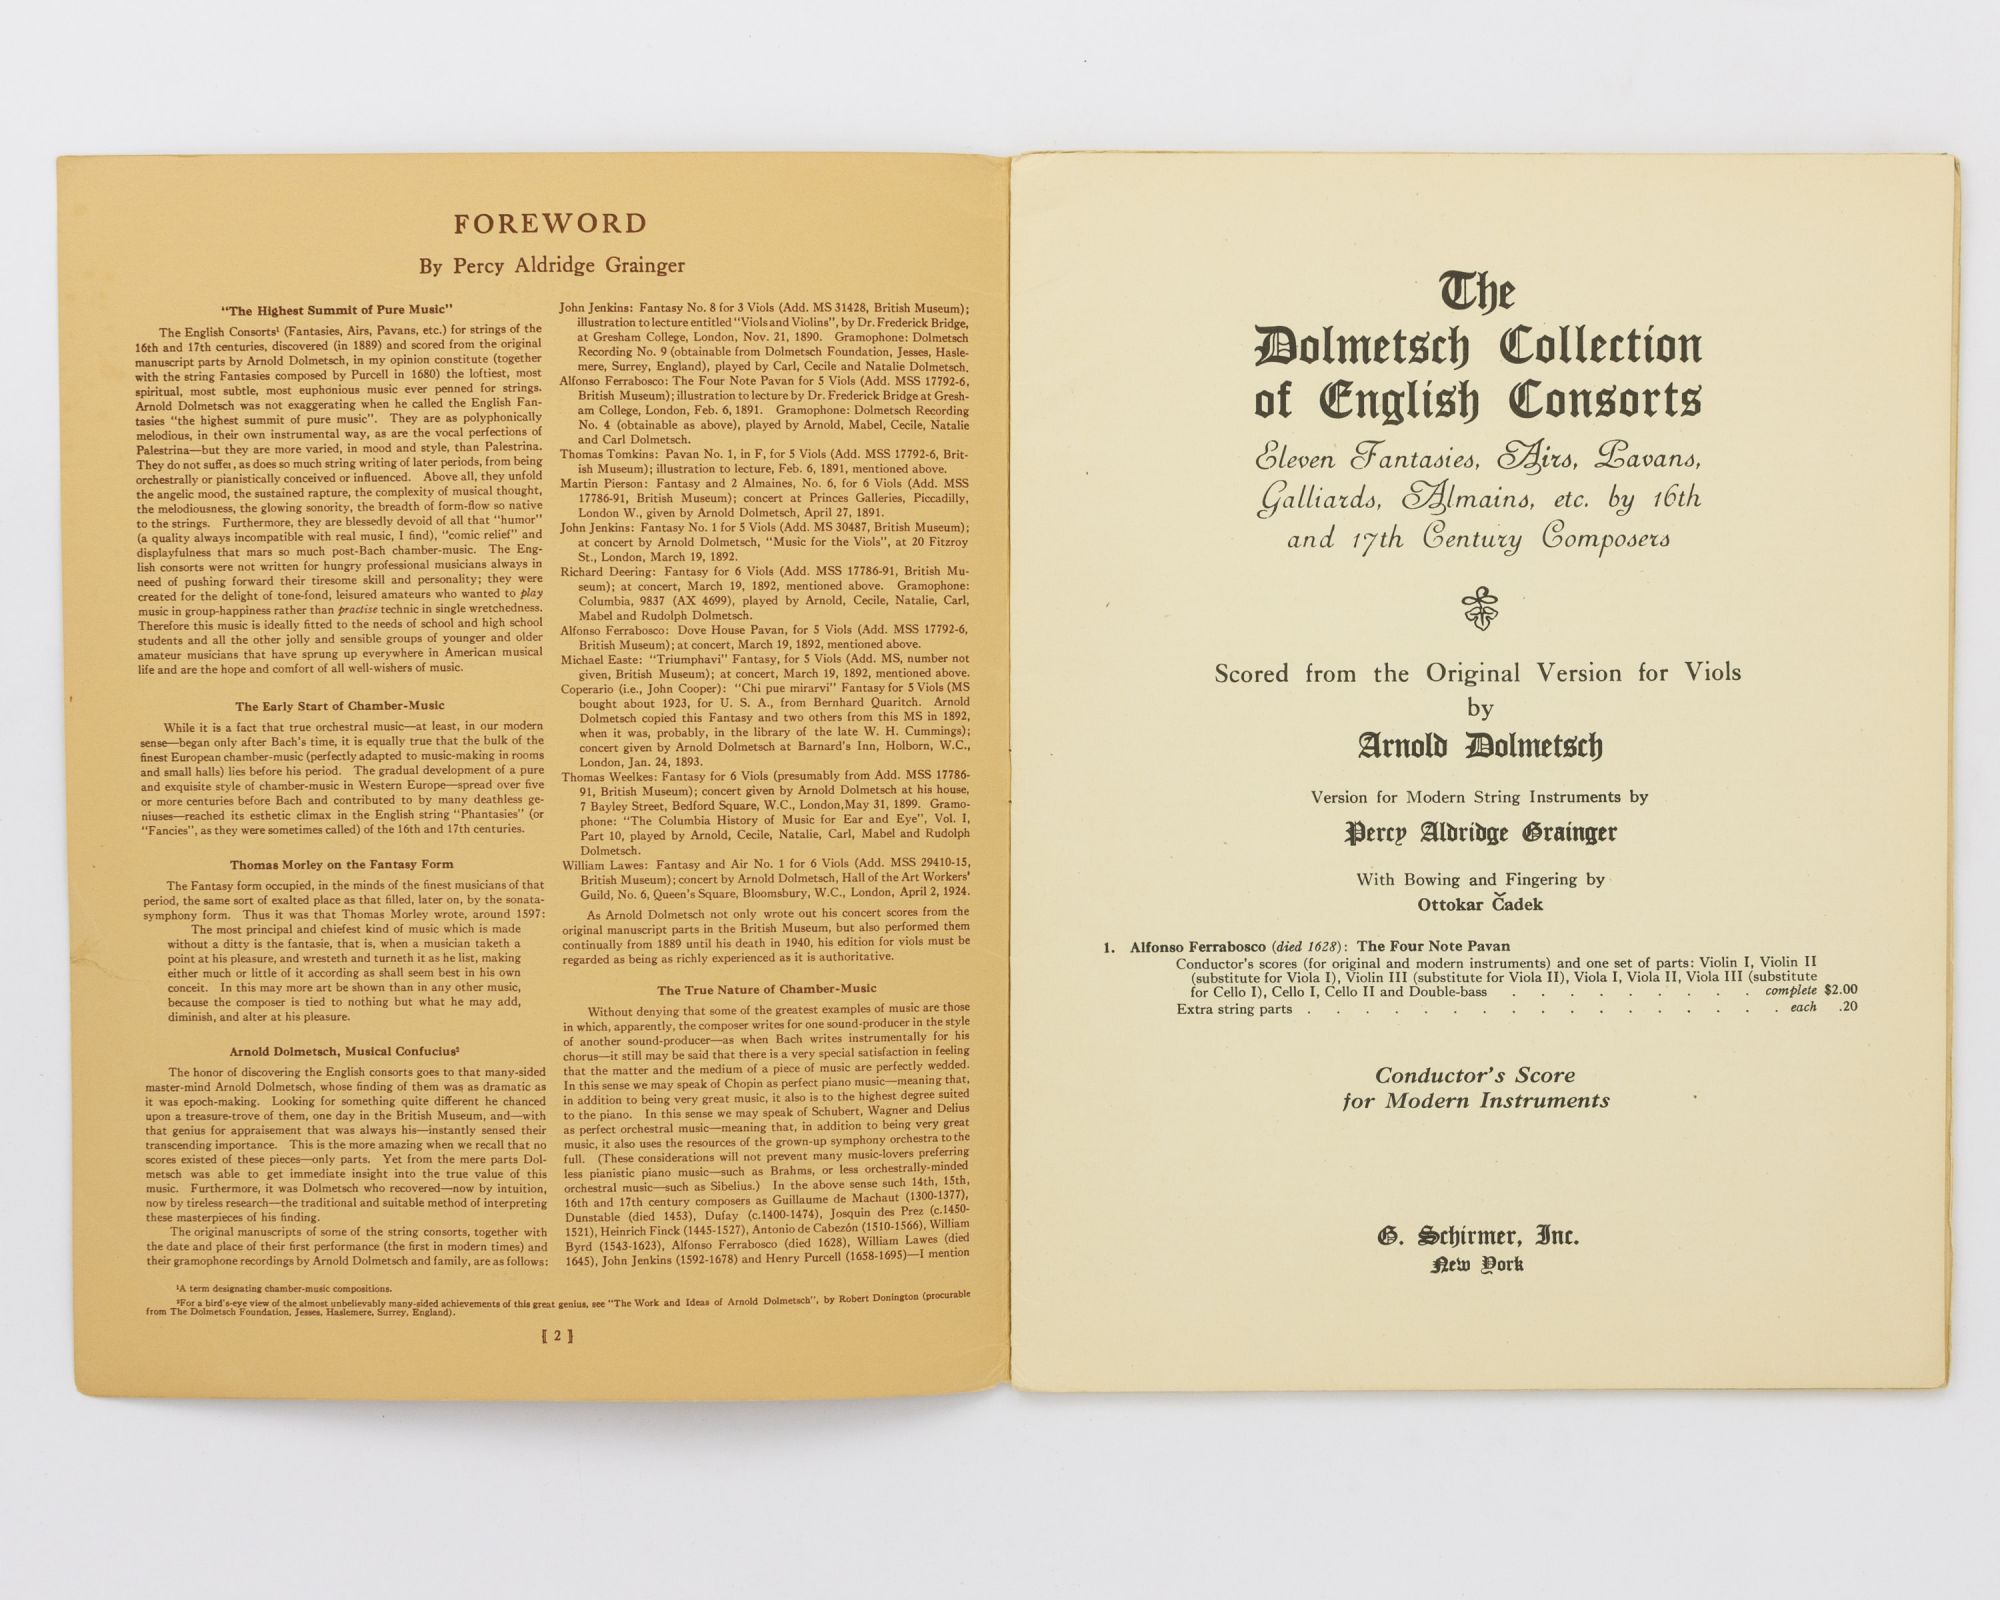 FOREWORD
By Percy Aldridge Grainger
"The Highest Summit of Pure Music"
The English Consorts¹ (Fantasies, Airs, Pavans, etc.) for strings of the
16th and 17th centuries, discovered (in 1889) and scored from the original
manuscript parts by Arnold Dolmetsch, in my opinion constitute (together
with the string Fantasies composed by Purcell in 1680) the loftiest, most
spiritual, most subtle, most euphonious music ever penned for strings.
Arnold Dolmetsch was not exaggerating when he called the English Fan-
tasies "the highest summit of pure music". They are as polyphonically
melodious, in their own instrumental way, as are the vocal perfections of
Palestrina—but they are more varied, in mood and style, than Palestrina.
They do not suffer, as does so much string writing of later periods, from being
orchestrally or pianistically conceived or influenced. Above all, they unfold
the angelic mood, the sustained rapture, the complexity of musical thought,
the melodiousness, the glowing sonority, the breadth of form-flow so native
to the strings. Furthermore, they are blessedly devoid of all that "humor"
(a quality always incompatible with real music, I find), "comic relief" and
displayfulness that mars so much post-Bach chamber-music. The Eng-
lish consorts were not written for hungry professional musicians always in
need of pushing forward their tiresome skill and personality; they were
created for the delight of tone-fond, leisured amateurs who wanted to play
music in group-happiness rather than practise technic in single wretchedness.
Therefore this music is ideally fitted to the needs of school and high school
students and all the other jolly and sensible groups of younger and older
amateur musicians that have sprung up everywhere in American musical
life and are the hope and comfort of all well-wishers of music.
The Early Start of Chamber-Music
While it is a fact that true orchestral music—at least, in our modern
sense—began only after Bach's time, it is equally true that the bulk of the
finest European chamber-music (perfectly adapted to music-making in rooms
and small halls) lies before his period. The gradual development of a pure
and exquisite style of chamber-music in Western Europe—spread over five
or more centuries before Bach and contributed to by many deathless ge-
niuses—reached its esthetic climax in the English string "Phantasies" (or
"Fancies", as they were sometimes called) of the 16th and 17th centuries.
Thomas Morley on the Fantasy Form
The Fantasy form occupied, in the minds of the finest musicians of that
period, the same sort of exalted place as that filled, later on, by the sonata-
symphony form. Thus it was that Thomas Morley wrote, around 1597:
The most principal and chiefest kind of music which is made
without a ditty is the fantasie, that is, when a musician taketh a
point at his pleasure, and wresteth and turneth it as he list, making
either much or little of it according as shall seem best in his own
conceit. In this may more art be shown than in any other music,
because the composer is tied to nothing but what he may add,
diminish, and alter at his pleasure.
Arnold Dolmetsch, Musical Confucius²
The honor of discovering the English consorts goes to that many-sided
master-mind Arnold Dolmetsch, whose finding of them was as dramatic as
it was epoch-making. Looking for something quite different he chanced
upon a treasure-trove of them, one day in the British Museum, and—with
that genius for appraisement that was always his—instantly sensed their
transcending importance. This is the more amazing when we recall that no
scores existed of these pieces—only parts. Yet from the mere parts Dol-
metsch was able to get immediate insight into the true value of this
music. Furthermore, it was Dolmetsch who recovered—now by intuition,
now by tireless research—the traditional and suitable method of interpreting
these masterpieces of his finding.
The original manuscripts of some of the string consorts, together with
the date and place of their first performance (the first in modern times) and
their gramophone recordings by Arnold Dolmetsch and family, are as follows:
John Jenkins: Fantasy No. 8 for 3 Viols (Add. MS 31428, British Museum);
illustration to lecture entitled "Viols and Violins", by Dr. Frederick Bridge,
at Gresham College, London, Nov. 21, 1890. Gramophone: Dolmetsch
Recording No. 9 (obtainable from Dolmetsch Foundation, Jesses, Hasle-
mere, Surrey, England), played by Carl, Cecile and Natalie Dolmetsch.
Alfonso Ferrabosco: The Four Note Pavan for 5 Viols (Add. MSS 17792-6,
British Museum); illustration to lecture by Dr. Frederick Bridge at Gresh-
am College, London, Feb. 6, 1891. Gramophone: Dolmetsch Recording
No. 4 (obtainable as above), played by Arnold, Mabel, Cecile, Natalie
and Carl Dolmetsch.
Thomas Tomkins: Pavan No. 1, in F, for 5 Viols (Add. MSS 17792-6, Brit-
ish Museum); illustration to lecture, Feb. 6, 1891, mentioned above.
Martin Pierson: Fantasy and 2 Almaines, No. 6, for 6 Viols (Add. MSS
17786-91, British Museum); concert at Princes Galleries, Piccadilly,
London W., given by Arnold Dolmetsch, April 27, 1891.
John Jenkins: Fantasy No. 1 for 5 Viols (Add. MS 30487, British Museum);
at concert by Arnold Dolmetsch, "Music for the Viols", at 20 Fitzroy
St., London, March 19, 1892.
Richard Deering: Fantasy for 6 Viols (Add. MSS 17786-91, British Mu-
seum); at concert, March 19, 1892, mentioned above. Gramophone:
Columbia, 9837 (AX 4699), played by Arnold, Cecile, Natalie, Carl,
Mabel and Rudolph Dolmetsch.
Alfonso Ferrabosco: Dove House Pavan, for 5 Viols (Add. MSS 17792-6,
British Museum); at concert, March 19, 1892, mentioned above.
Michael Easte: "Triumphavi" Fantasy, for 5 Viols (Add. MS, number not
given, British Museum); at concert, March 19, 1892, mentioned above.
Coperario (i.e., John Cooper): "Chi pue mirarvi" Fantasy for 5 Viols (MS
bought about 1923, for U. S. A., from Bernhard Quaritch. Arnold
Dolmetsch copied this Fantasy and two others from this MS in 1892,
when it was, probably, in the library of the late W. H. Cummings);
concert given by Arnold Dolmetsch at Barnard's Inn, Holborn, W.C.,
London, Jan. 24, 1893.
Thomas Weelkes: Fantasy for 6 Viols (presumably from Add. MSS 17786-
91, British Museum); concert given by Arnold Dolmetsch at his house,
7 Bayley Street, Bedford Square, W.C., London,May 31, 1899. Gramo-
phone: "The Columbia History of Music for Ear and Eye", Vol. I,
Part 10, played by Arnold, Cecile, Natalie, Carl, Mabel and Rudolph
Dolmetsch.
William Lawes: Fantasy and Air No. 1 for 6 Viols (Add. MSS 29410-15,
British Museum); concert by Arnold Dolmetsch, Hall of the Art Workers'
Guild, No. 6, Queen's Square, Bloomsbury, W.C., London, April 2, 1924.
As Arnold Dolmetsch not only wrote out his concert scores from the
original manuscript parts in the British Museum, but also performed them
continually from 1889 until his death in 1940, his edition for viols must be
regarded as being as richly experienced as it is authoritative.
The True Nature of Chamber-Music
Without denying that some of the greatest examples of music are those
in which, apparently, the composer writes for one sound-producer in the style
of another sound-producer—as when Bach writes instrumentally for his
chorus—it still may be said that there is a very special satisfaction in feeling
that the matter and the medium of a piece of music are perfectly wedded.
In this sense we may speak of Chopin as perfect piano music—meaning that,
in addition to being very great music, it also is to the highest degree suited
to the piano. In this sense we may speak of Schubert, Wagner and Delius
as perfect orchestral music—meaning that, in addition to being very great
music, it also uses the resources of the grown-up symphony orchestra to the
full. (These considerations will not prevent many music-lovers preferring
less pianistic piano music—such as Brahms, or less orchestrally-minded
orchestral music—such as Sibelius.) In the above sense such 14th, 15th,
16th and 17th century composers as Guillaume de Machaut (1300-1377),
Dunstable (died 1453), Dufay (c.1400-1474), Josquin des Prez (c.1450-
1521), Heinrich Finck (1445-1527), Antonio de Cabezón (1510-1566), William
Byrd (1543-1623), Alfonso Ferrabosco (died 1628), William Lawes (died
1645), John Jenkins (1592-1678) and Henry Purcell (1658-1695)—I mention
¹A term designating chamber-music compositions.
²For a bird's-eye view of the almost unbelievably many-sided achievements of this great genius, see "The Work and Ideas of Arnold Dolmetsch", by Robert Donington (procurable
from The Dolmetsch Foundation, Jesses, Haslemere, Surrey, England).
[ 2 ]
The
Dolmetsch Collection
of English Consorts
Eleven Fantasies, Airs, Pavans,
Galliards, Almains, etc. by 16th
and 17th Century Composers
Scored from the Original Version for Viols
by
Arnold Dolmetsch
Version for Modern String Instruments by
Percy Aldridge Grainger
With Bowing and Fingering by
Ottokar Čadek
1. Alfonso Ferrabosco (died 1628): The Four Note Pavan
Conductor's scores (for original and modern instruments) and one set of parts: Violin I, Violin II
(substitute for Viola I), Violin III (substitute for Viola II), Viola I, Viola II, Viola III (substitute
for Cello I), Cello I, Cello II and Double-bass . . . . . . . . . complete $2.00
Extra string parts . . . . . . . . . . . . . . . . . each .20
Conductor's Score
for Modern Instruments
G. Schirmer, Inc.
New York